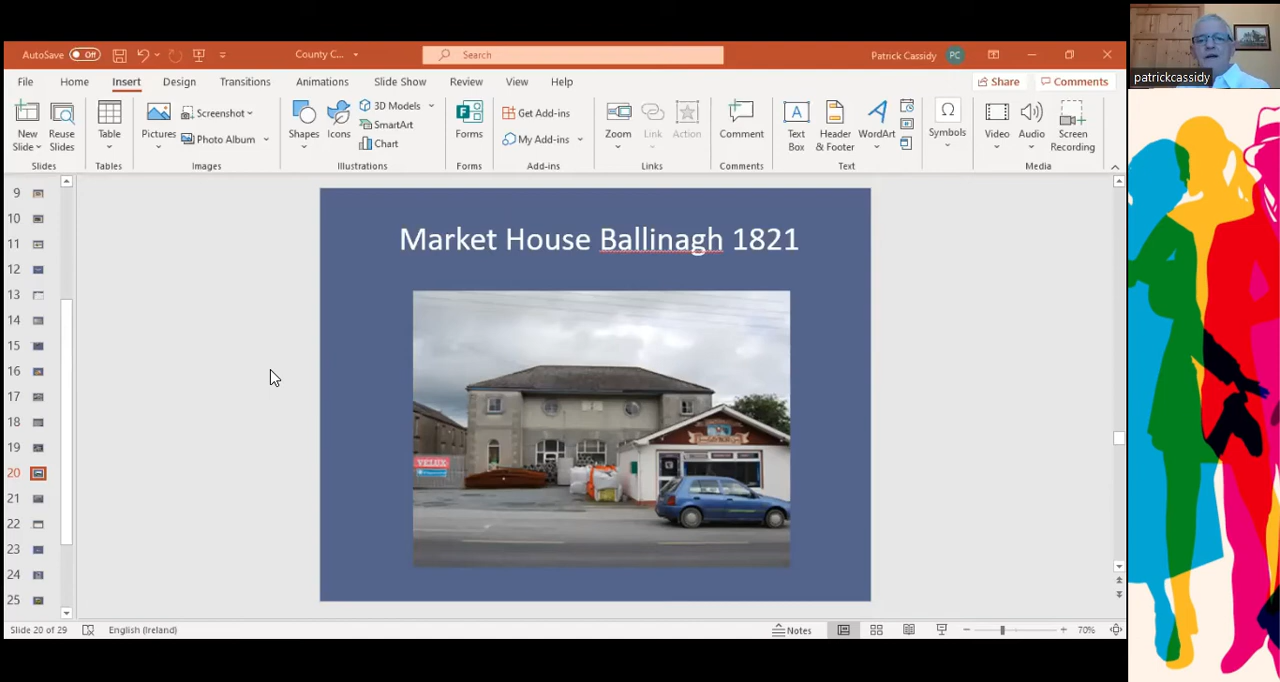 AutoSave Off
County C...
Search
Patrick Cassidy PC
File Home Insert Design Transitions Animations Slide Show Review View Help Share Comments
New Slide
Reuse Slides
Table
Pictures
Screenshot
Photo Album
Shapes
Icons
3D Models
SmartArt
Chart
Forms
Get Add-ins
My Add-ins
Zoom
Link
Action
Comment
Text Box
Header & Footer
WordArt
Symbols
Video
Audio
Screen Recording
Slides Tables Images Illustrations Forms Add-ins Links Comments Text Media
patrickcassidy
9
10
11
12
13
14
15
16
17
18
19
20
21
22
23
24
25
Market House Ballinagh 1821
VELUX
Slide 20 of 29 English (Ireland) Notes 70%